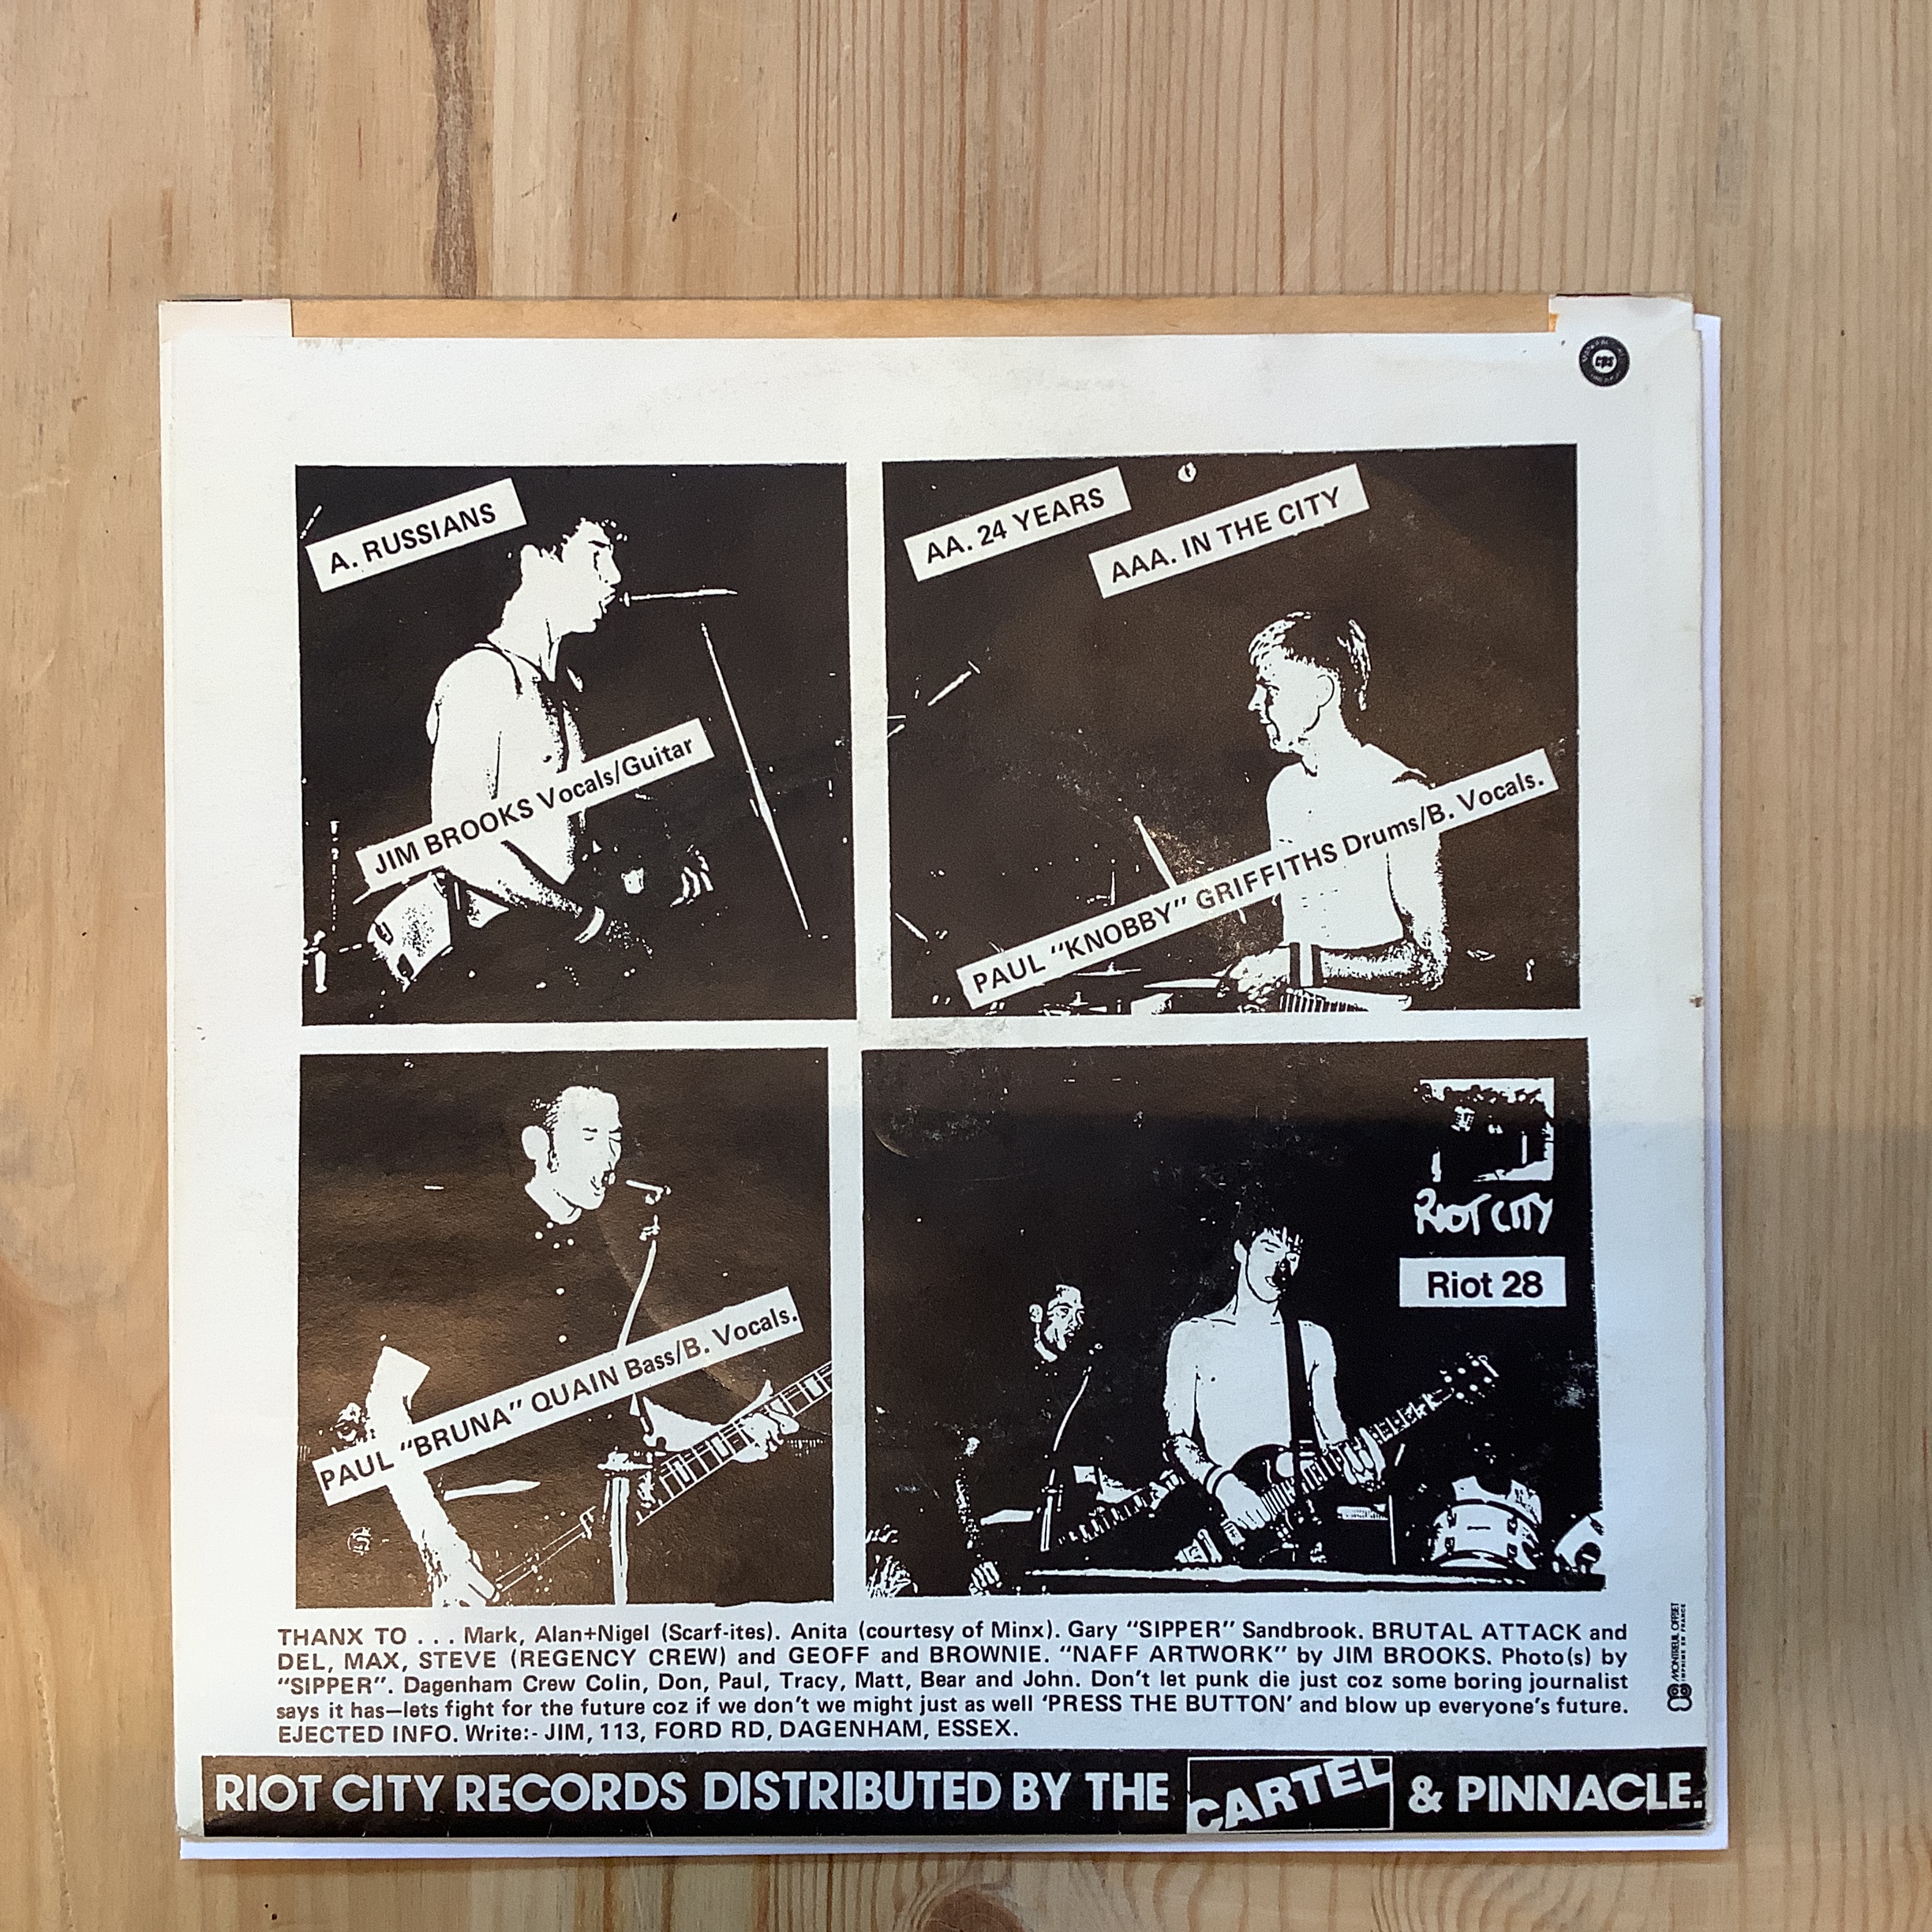 cps
A. RUSSIANS
JIM BROOKS Vocals/Guitar
AA. 24 YEARS
AAA. IN THE CITY
PAUL "KNOBBY" GRIFFITHS Drums/B. Vocals.
PAUL "BRUNA" QUAIN Bass/B. Vocals.
RIOT CITY
Riot 28
THANX TO . . . Mark, Alan+Nigel (Scarf-ites). Anita (courtesy of Minx). Gary "SIPPER" Sandbrook. BRUTAL ATTACK and
DEL, MAX, STEVE (REGENCY CREW) and GEOFF and BROWNIE. "NAFF ARTWORK" by JIM BROOKS. Photo(s) by
"SIPPER". Dagenham Crew Colin, Don, Paul, Tracy, Matt, Bear and John. Don't let punk die just coz some boring journalist
says it has—lets fight for the future coz if we don't we might just as well 'PRESS THE BUTTON' and blow up everyone's future.
EJECTED INFO. Write:- JIM, 113, FORD RD, DAGENHAM, ESSEX.
MONTREUIL OFFSET
IMPRIMÉ EN FRANCE
RIOT CITY RECORDS DISTRIBUTED BY THE CARTEL & PINNACLE.